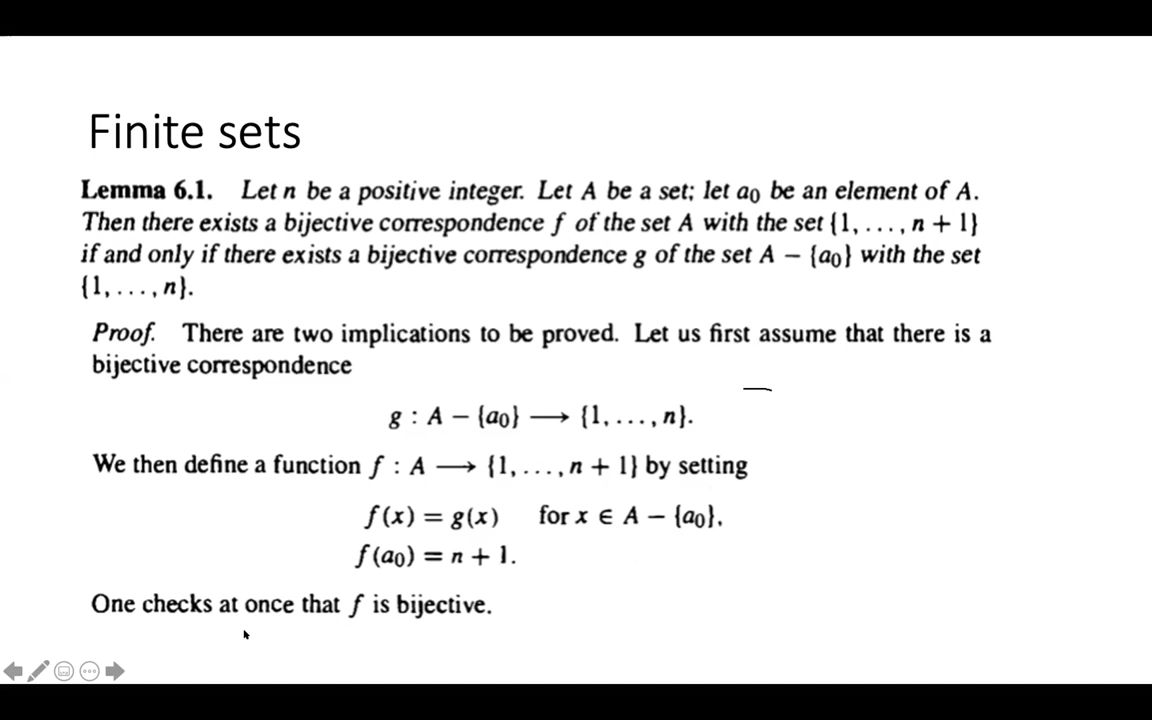 Finite sets
Lemma 6.1. Let n be a positive integer. Let A be a set; let a₀ be an element of A.
Then there exists a bijective correspondence f of the set A with the set {1, . . . , n + 1}
if and only if there exists a bijective correspondence g of the set A − {a₀} with the set
{1, . . . , n}.
Proof. There are two implications to be proved. Let us first assume that there is a
bijective correspondence
g : A − {a₀} ⟶ {1, . . . , n}.
We then define a function f : A ⟶ {1, . . . , n + 1} by setting
f(x) = g(x) for x ∈ A − {a₀},
f(a₀) = n + 1.
One checks at once that f is bijective.